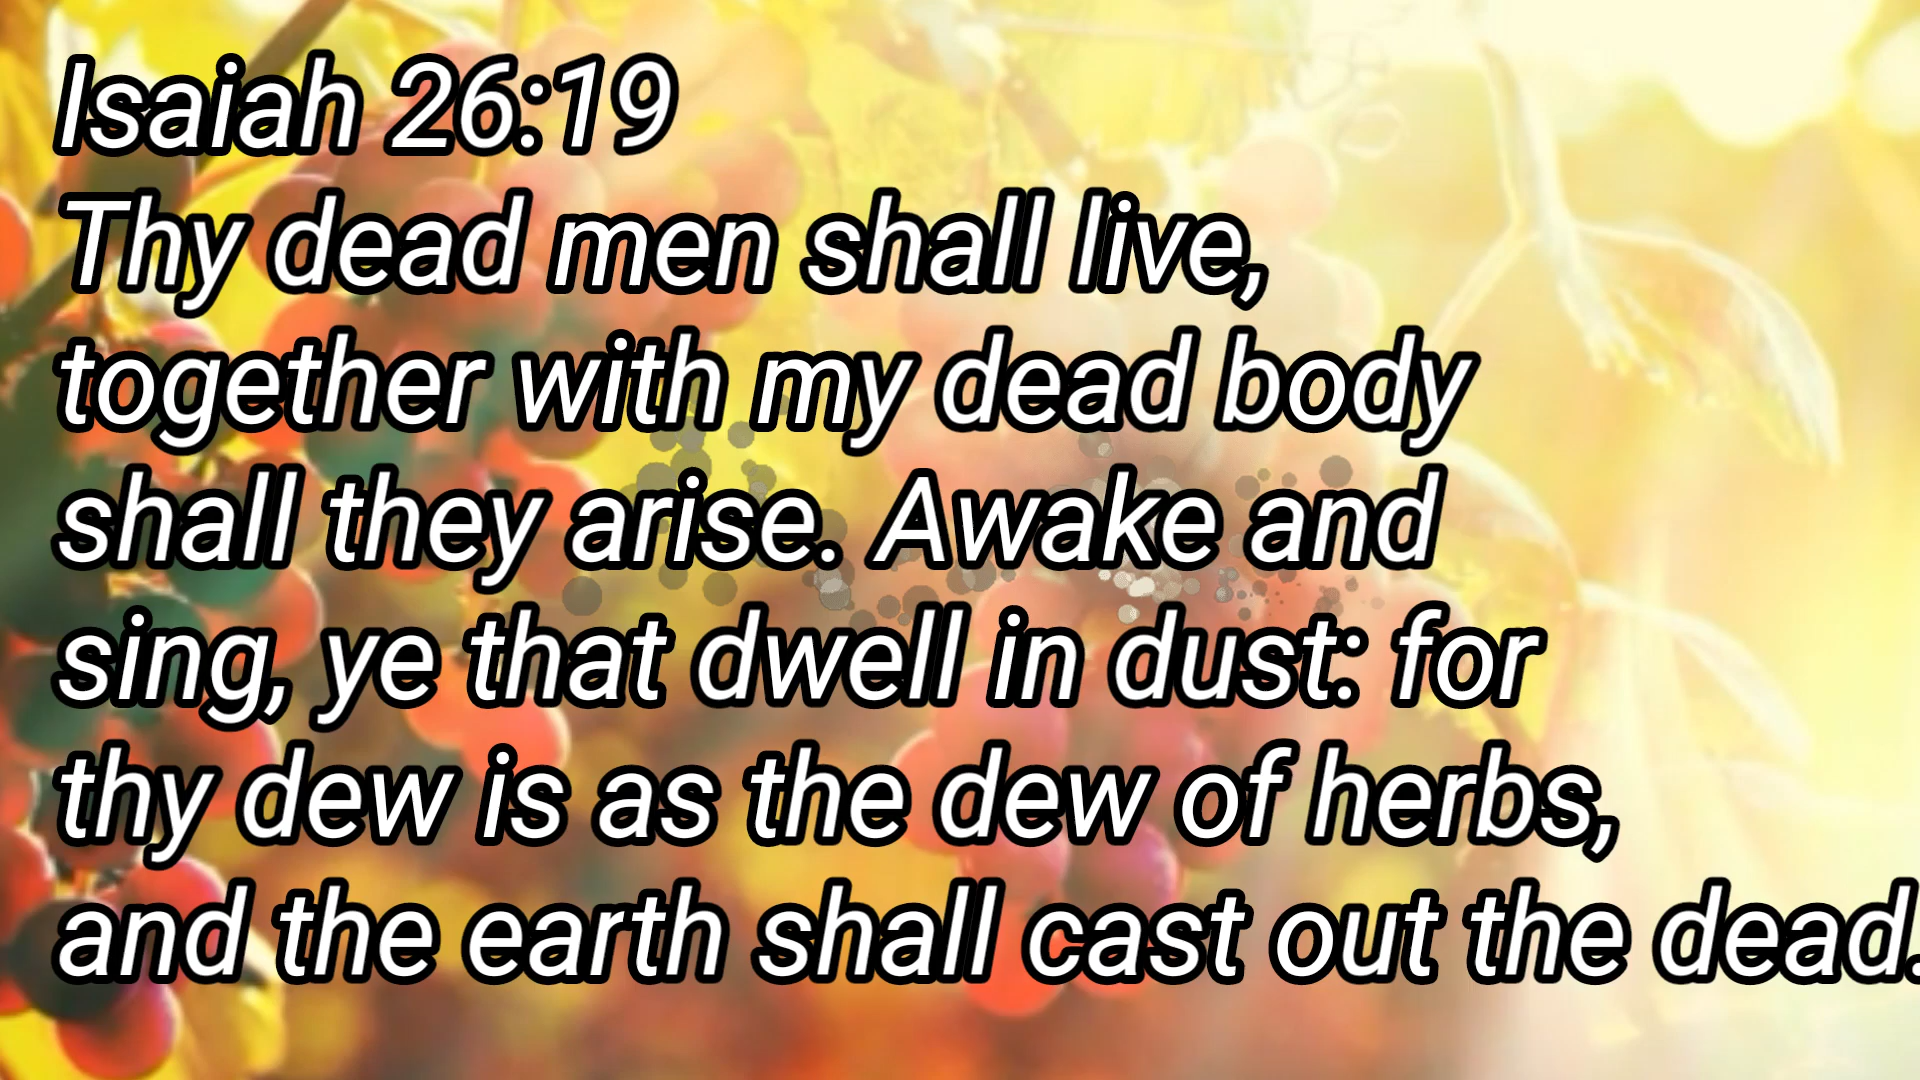 Isaiah 26:19
Thy dead men shall live,
together with my dead body
shall they arise. Awake and
sing, ye that dwell in dust: for
thy dew is as the dew of herbs,
and the earth shall cast out the dead.